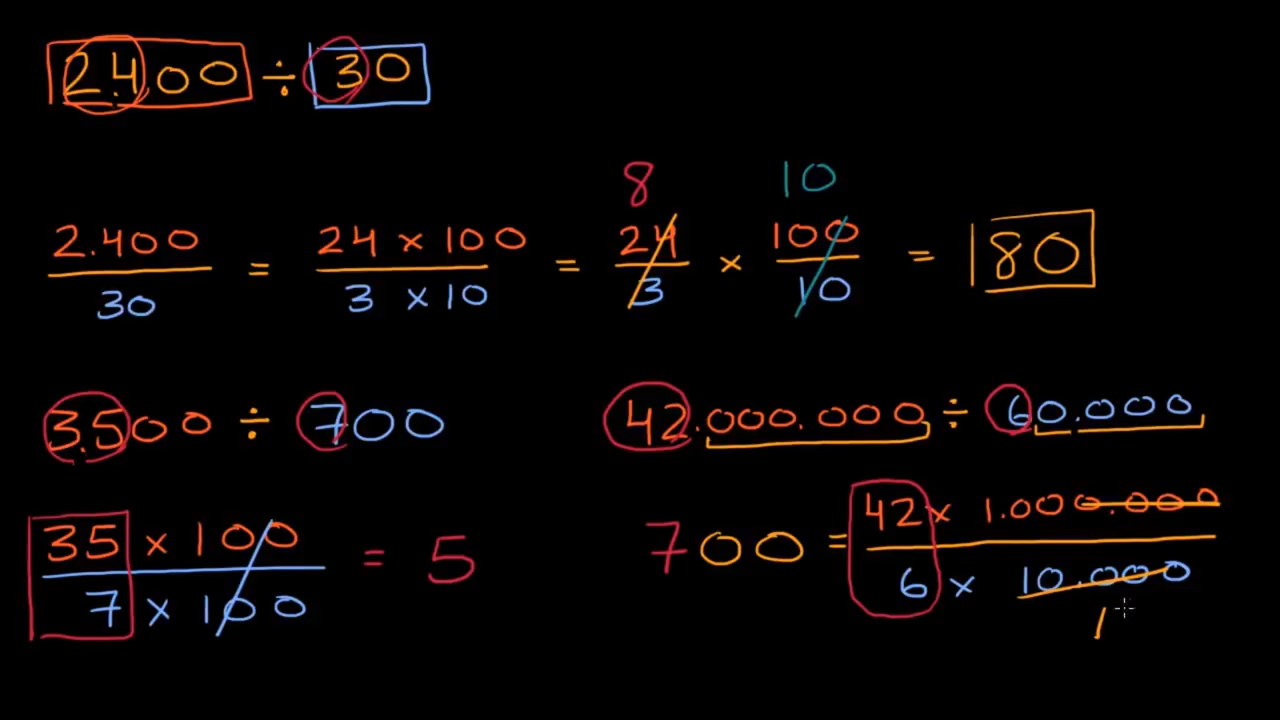 2.400 ÷ 30
8 10
2.400 / 30 = 24 × 100 / 3 × 10 = 24 / 3 × 100 / 10 = 80
3.500 ÷ 700
35 × 100 / 7 × 100 = 5
42.000.000 ÷ 60.000
700 = 42 × 1.000.000 / 6 × 10.000
1